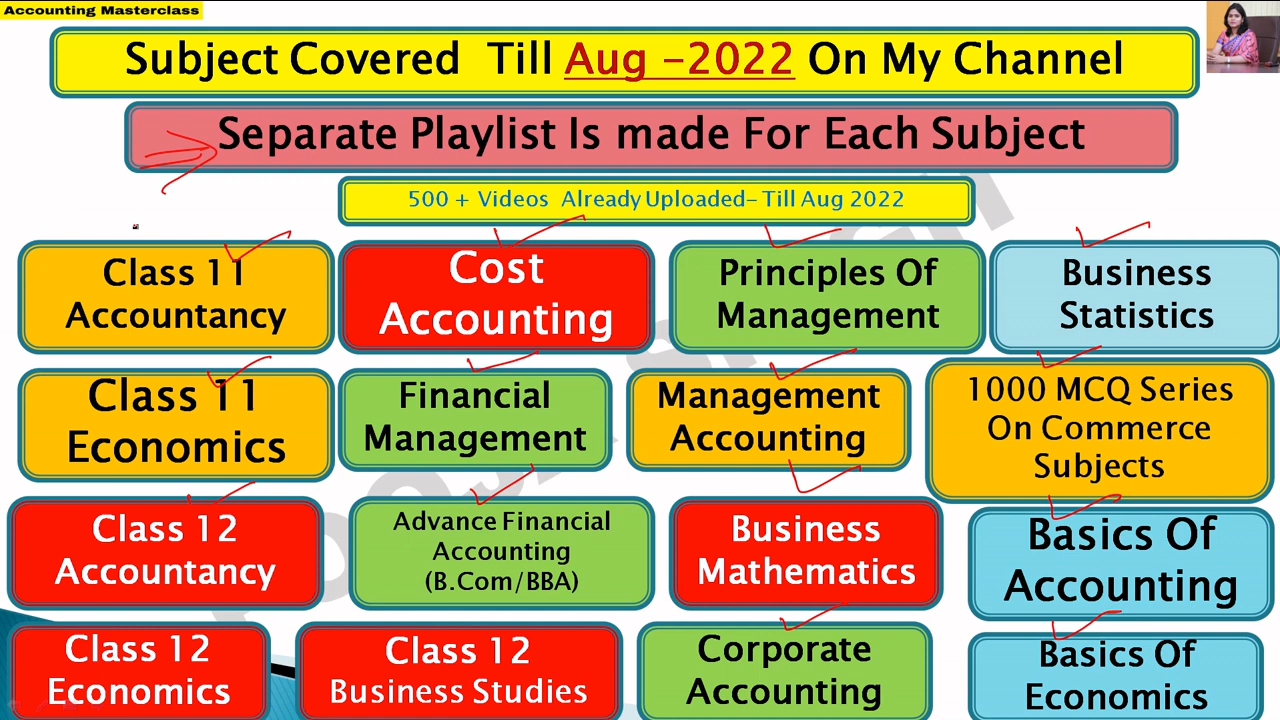 Accounting Masterclass
Subject Covered Till Aug -2022 On My Channel
Separate Playlist Is made For Each Subject
500 + Videos Already Uploaded- Till Aug 2022
Class 11
Accountancy
Cost
Accounting
Principles Of
Management
Business
Statistics
Class 11
Economics
Financial
Management
Management
Accounting
1000 MCQ Series
On Commerce
Subjects
Class 12
Accountancy
Advance Financial
Accounting
(B.Com/BBA)
Business
Mathematics
Basics Of
Accounting
Class 12
Economics
Class 12
Business Studies
Corporate
Accounting
Basics Of
Economics